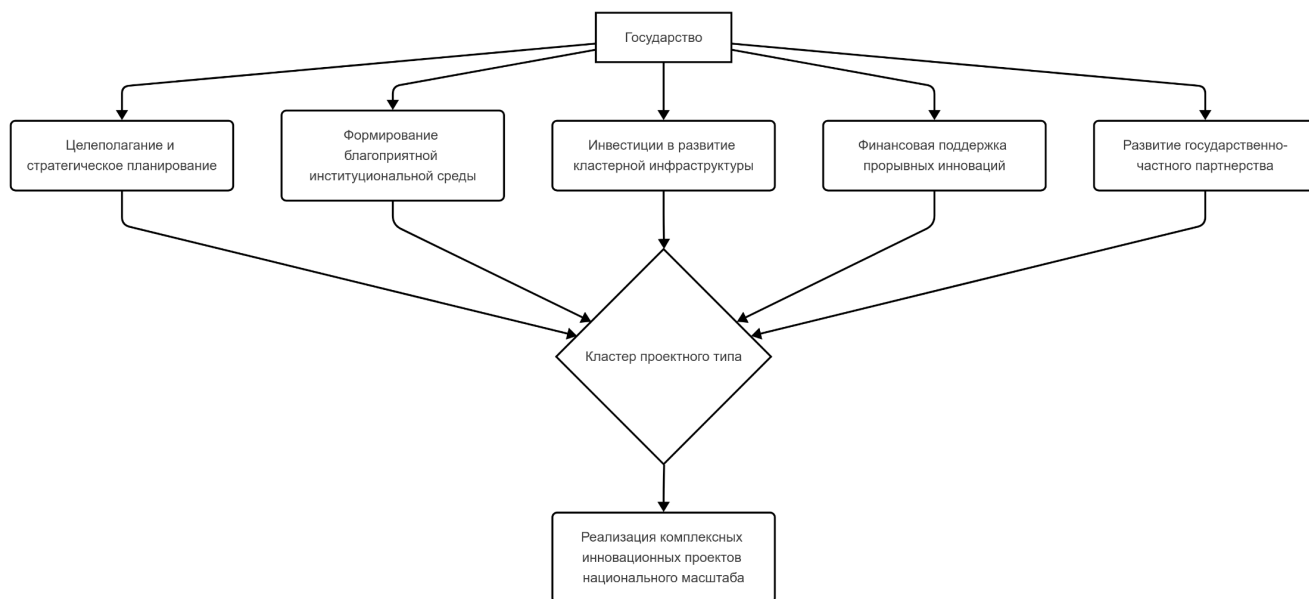 Государство
Целеполагание и
стратегическое планирование
Формирование
благоприятной
институциональной среды
Инвестиции в развитие
кластерной инфраструктуры
Финансовая поддержка
прорывных инноваций
Развитие государственно-
частного партнерства
Кластер проектного типа
Реализация комплексных
инновационных проектов
национального масштаба